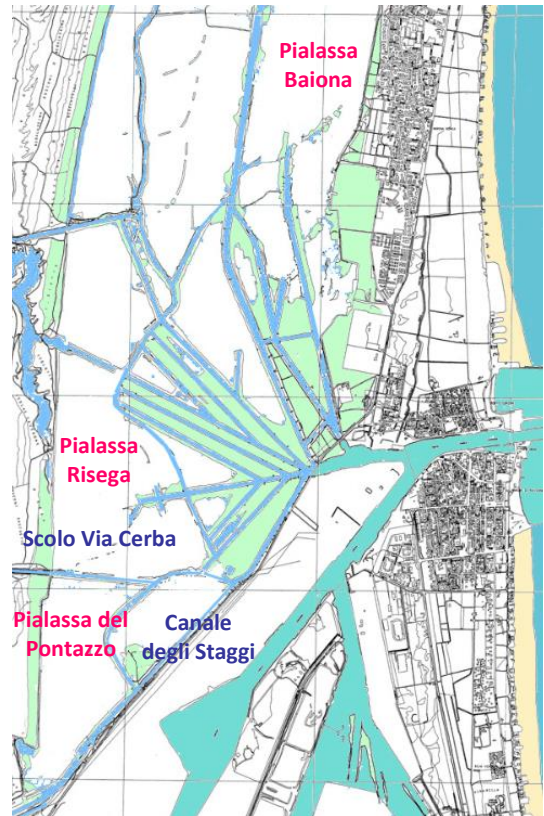 Pialassa
Baiona
Pialassa
Risega
Scolo Via Cerba
Pialassa del
Pontazzo
Canale
degli Staggi